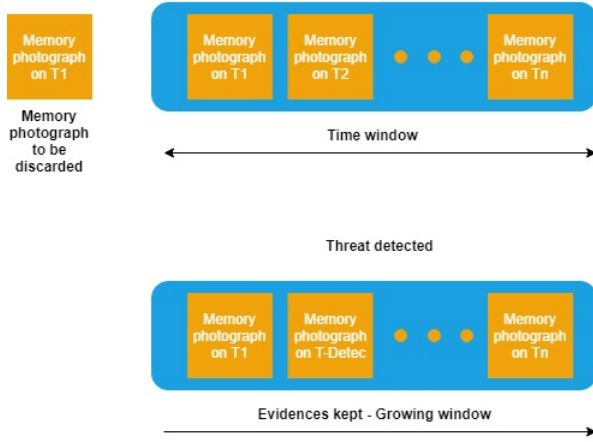 Memory
photograph
on T1
Memory
photograph
to be
discarded
Memory
photograph
on T1
Memory
photograph
on T2
Memory
photograph
on Tn
Time window
Threat detected
Memory
photograph
on T1
Memory
photograph
on T-Detec
Memory
photograph
on Tn
Evidences kept - Growing window